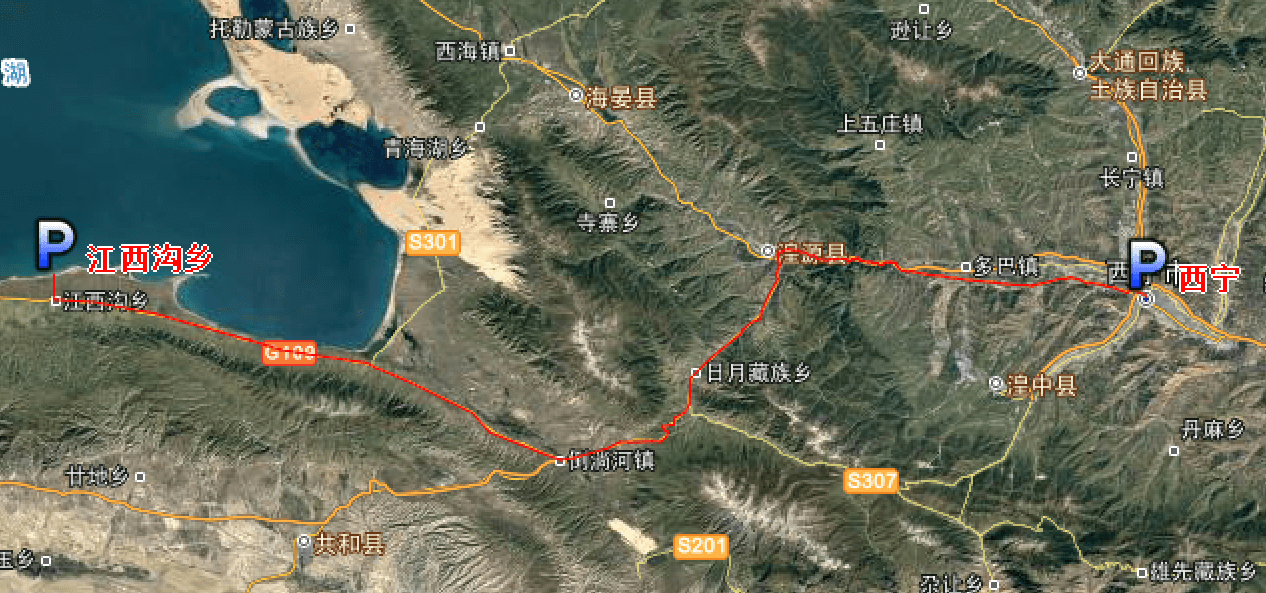 托勒蒙古族乡
逊让乡
西海镇
湖
大通回族
土族自治县
海晏县
上五庄镇
青海湖乡
长宁镇
寺寨乡
S301
P
江西沟乡
湟源县
多巴镇
P
西
市
西宁
江西沟乡
G109
日月藏族乡
湟中县
丹麻乡
倒淌河镇
廿地乡
S307
共和县
S201
乡
尕让乡
雄先藏族乡